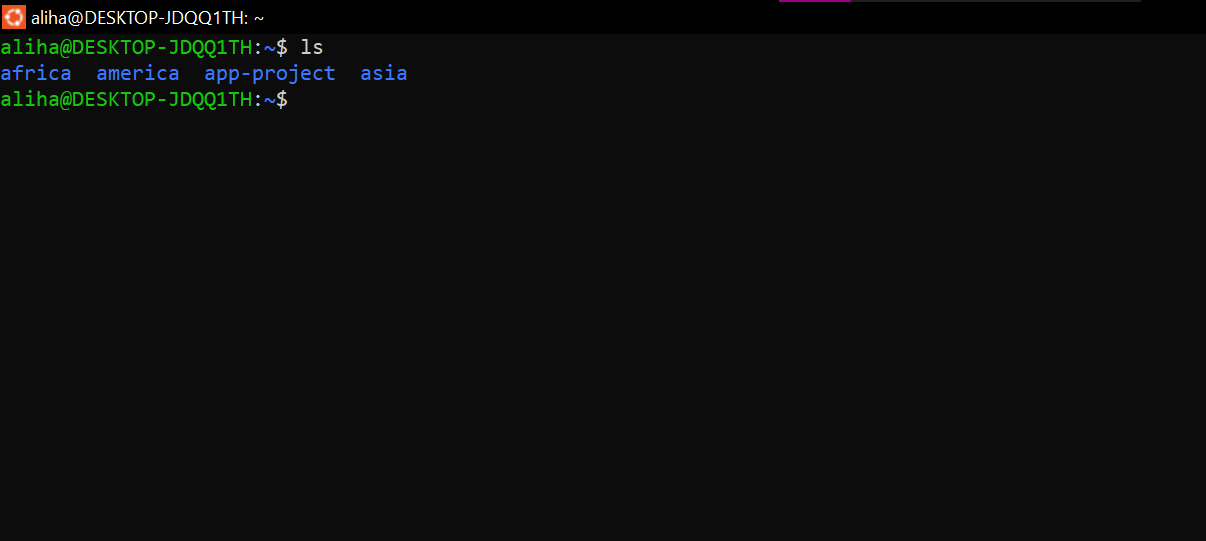 aliha@DESKTOP-JDQQ1TH: ~
aliha@DESKTOP-JDQQ1TH:~$ ls
africa  america  app-project  asia
aliha@DESKTOP-JDQQ1TH:~$